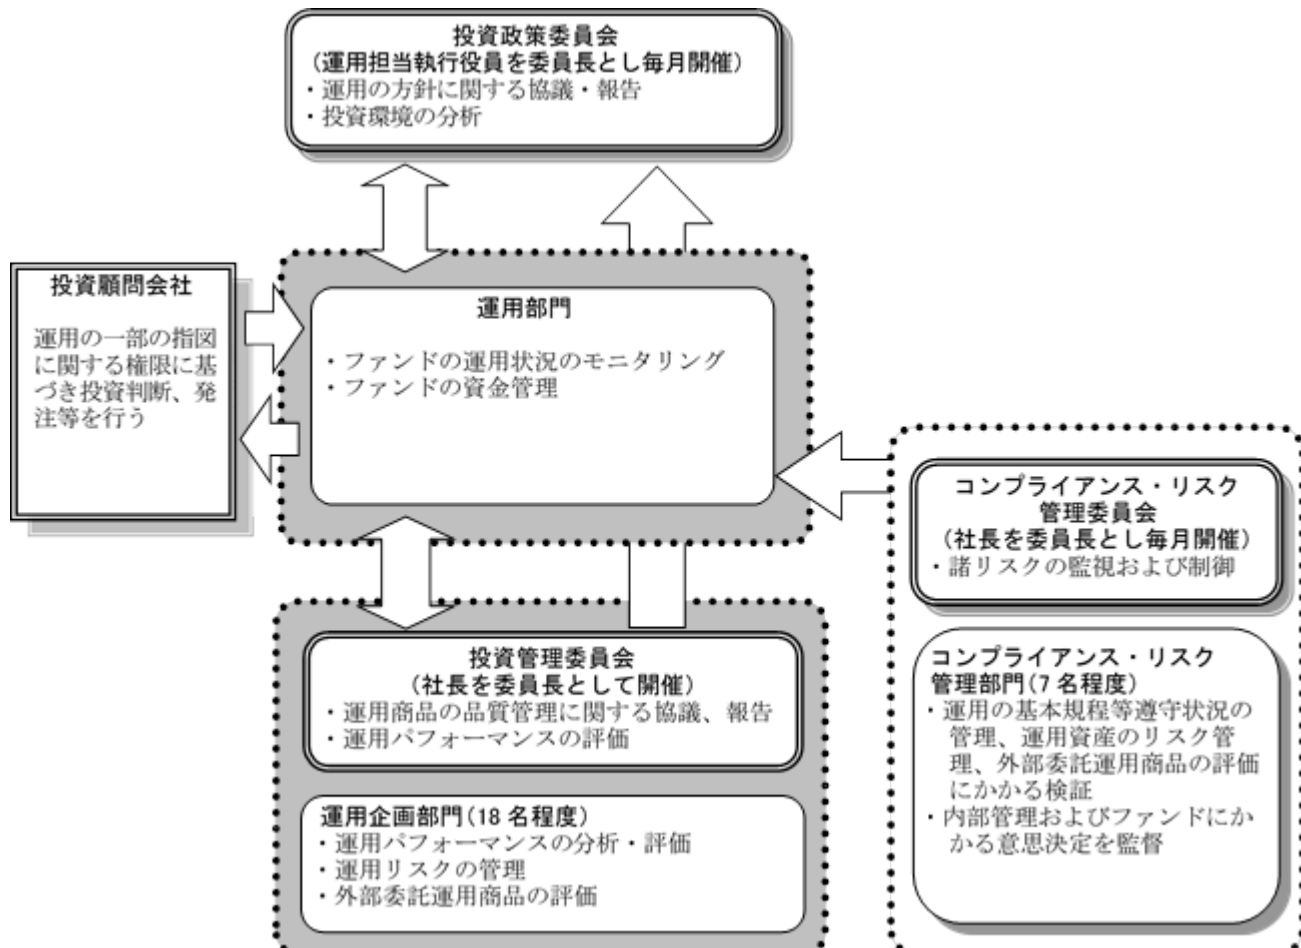 投資政策委員会
(運用担当執行役員を委員長とし毎月開催)
・運用の方針に関する協議・報告
・投資環境の分析
投資顧問会社
運用の一部の指図
に関する権限に基
づき投資判断、発
注等を行う
運用部門
・ファンドの運用状況のモニタリング
・ファンドの資金管理
コンプライアンス・リスク
管理委員会
(社長を委員長とし毎月開催)
・諸リスクの監視および制御
投資管理委員会
(社長を委員長として開催)
・運用商品の品質管理に関する協議、報告
・運用パフォーマンスの評価
運用企画部門(18 名程度)
・運用パフォーマンスの分析・評価
・運用リスクの管理
・外部委託運用商品の評価
コンプライアンス・リスク
管理部門(7 名程度)
・運用の基本規程等遵守状況の
管理、運用資産のリスク管
理、外部委託運用商品の評価
にかかる検証
・内部管理およびファンドにか
かる意思決定を監督